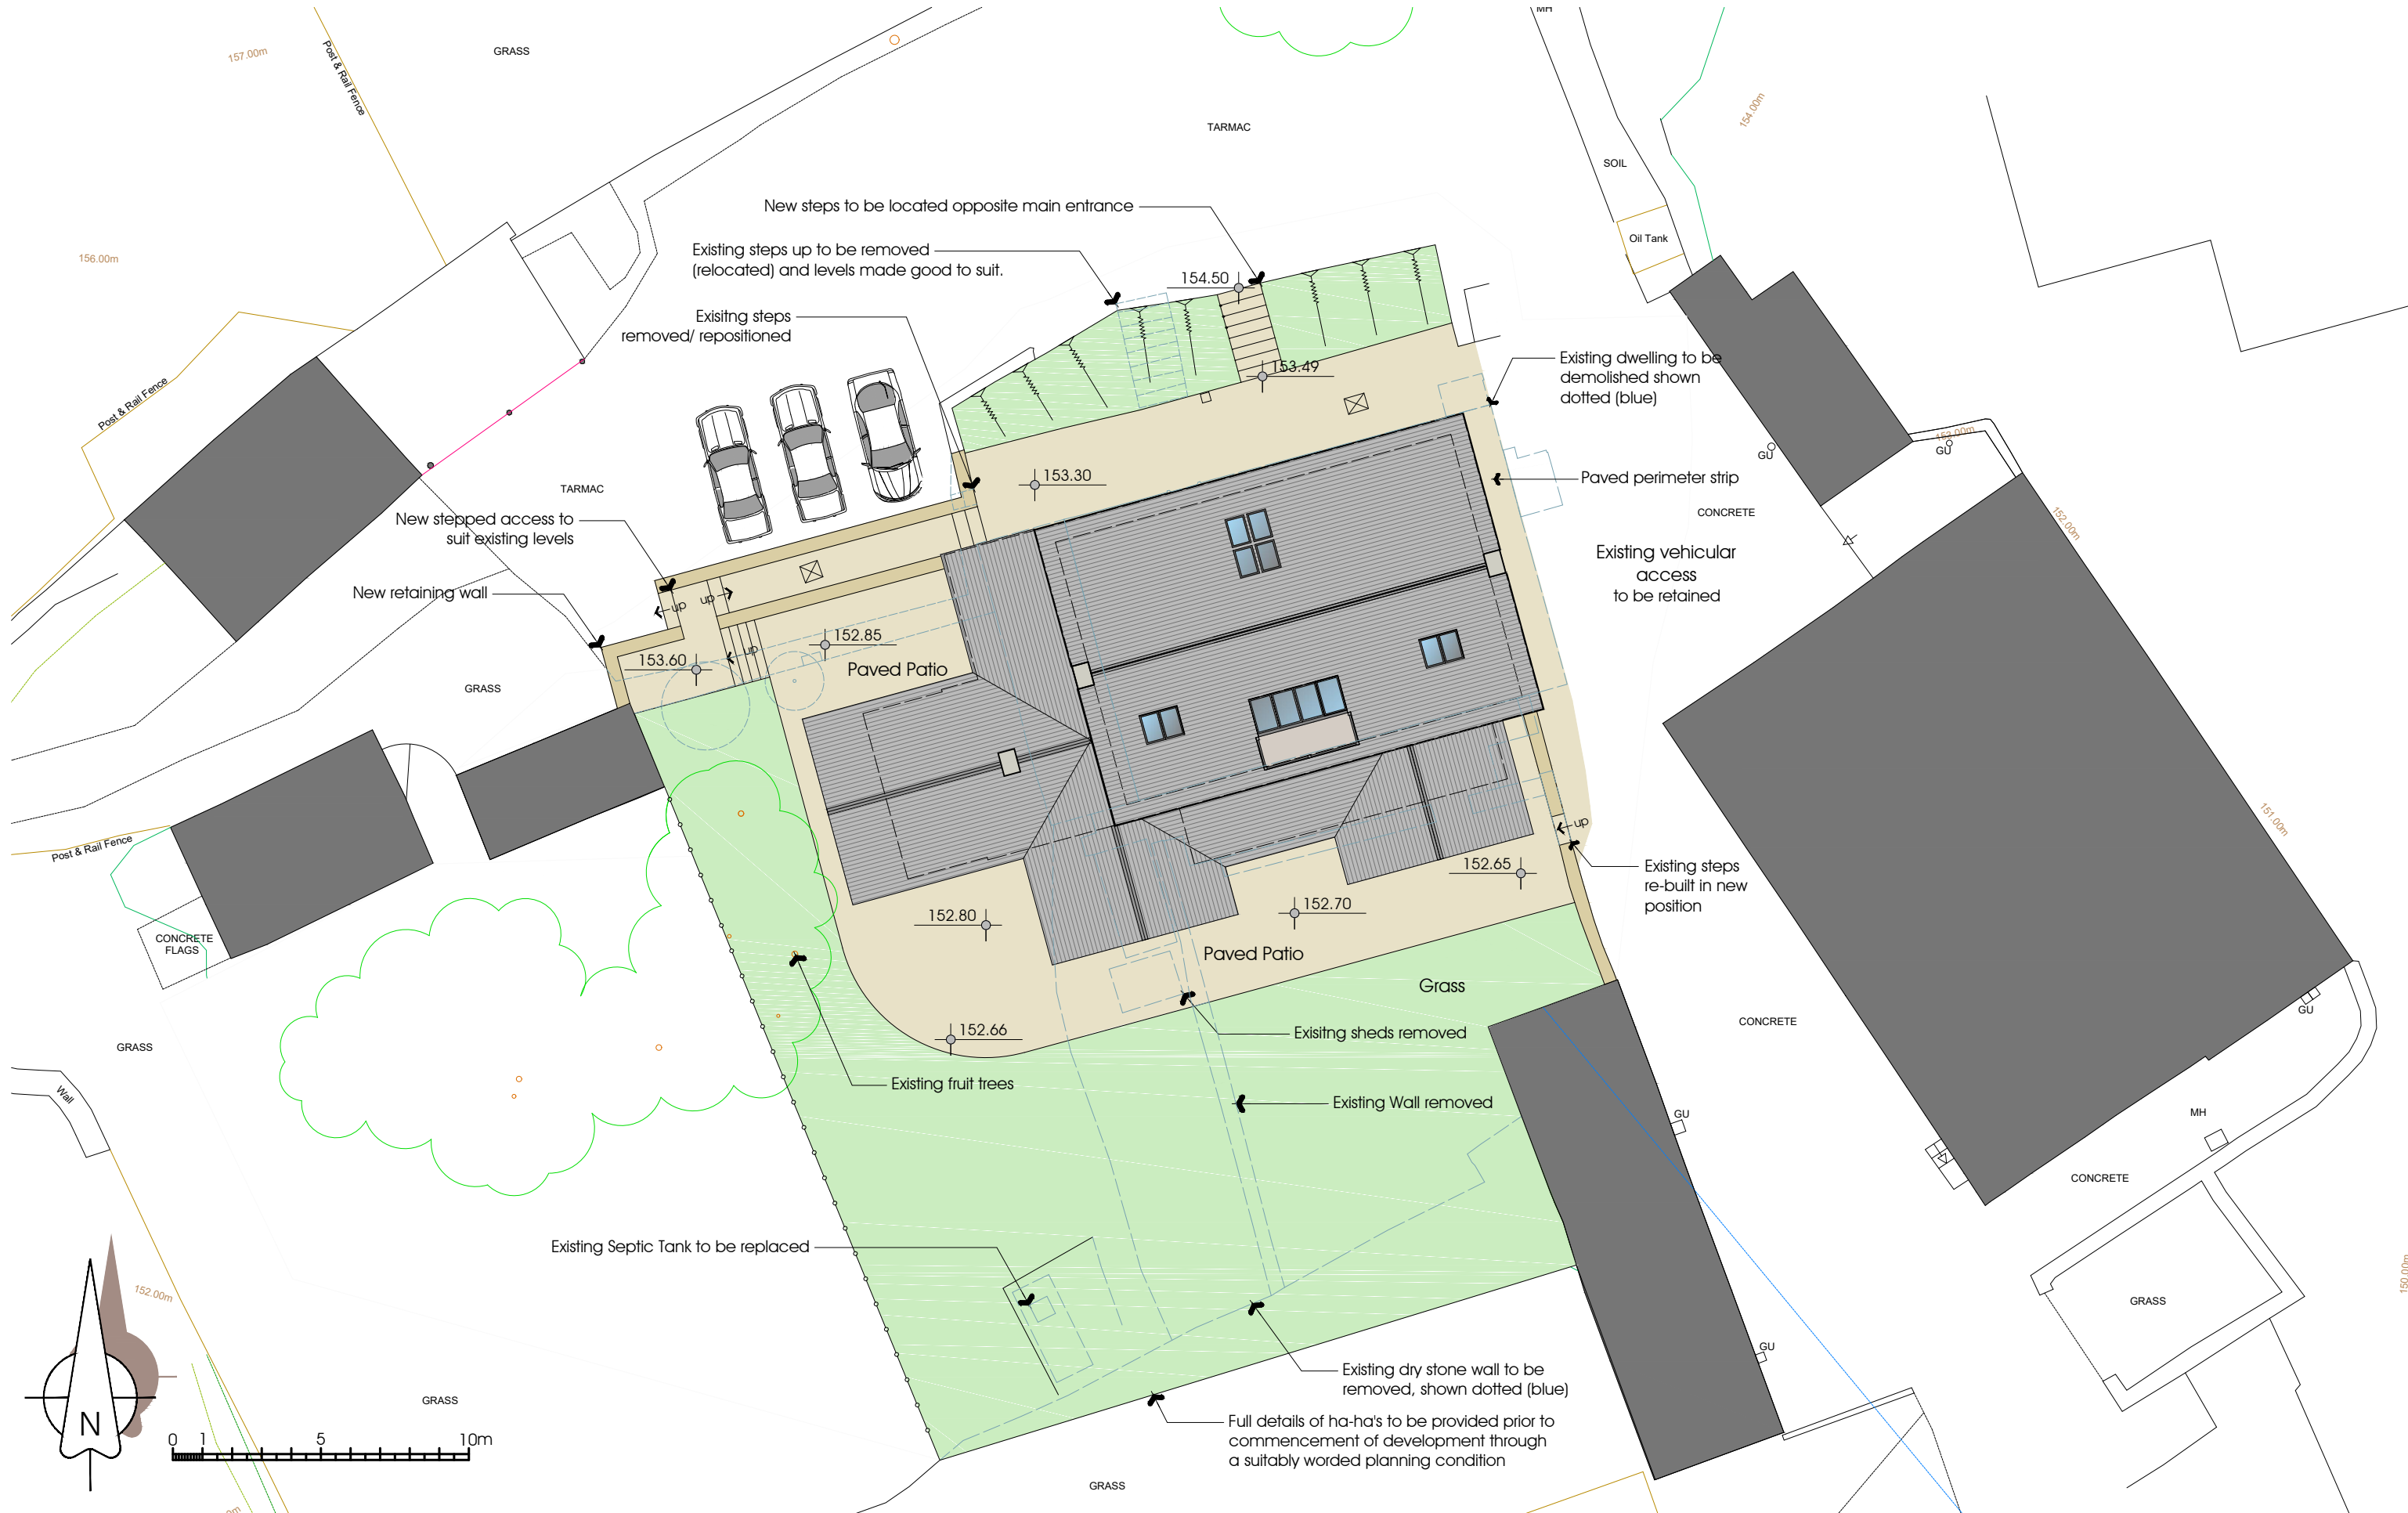 MH
GRASS
157.00m
Post & Rail Fence
TARMAC
154.00m
SOIL
Oil Tank
156.00m
New steps to be located opposite main entrance
Existing steps up to be removed
(relocated) and levels made good to suit.
154.50
Exisitng steps
removed/ repositioned
153.49
Existing dwelling to be
demolished shown
dotted (blue)
Post & Rail Fence
153.00m
GU
GU
153.30
Paved perimeter strip
TARMAC
CONCRETE
152.00m
New stepped access to
suit existing levels
Existing vehicular
access
to be retained
New retaining wall
up
up
152.85
up
153.60
Paved Patio
GRASS
151.00m
up
Post & Rail Fence
152.65
Existing steps
re-built in new
position
152.80
152.70
CONCRETE
FLAGS
Paved Patio
Grass
GU
CONCRETE
152.66
Exisitng sheds removed
GRASS
Existing fruit trees
Wall
Existing Wall removed
GU
MH
CONCRETE
Existing Septic Tank to be replaced
150.00m
152.00m
GRASS
GU
Existing dry stone wall to be
removed, shown dotted (blue)
GRASS
Full details of ha-ha's to be provided prior to
commencement of development through
a suitably worded planning condition
N
0 1 5 10m
GRASS